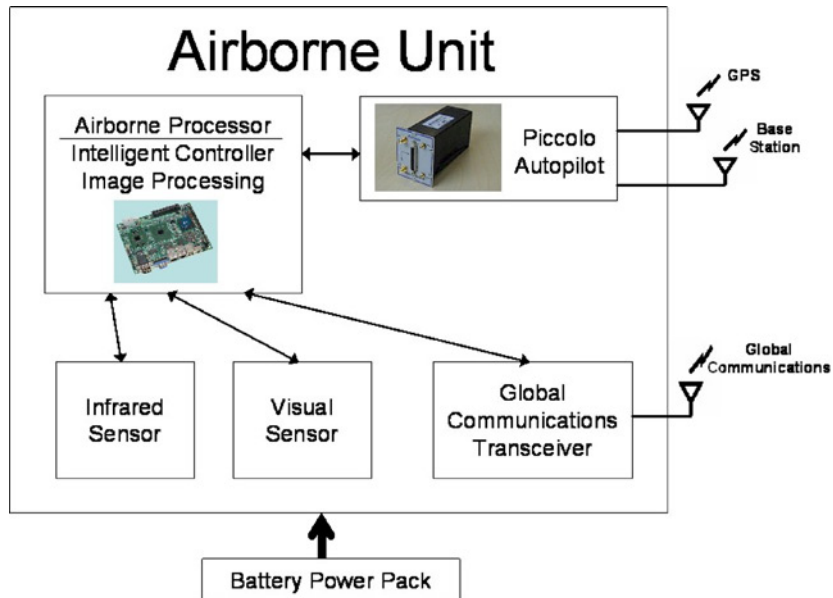 Airborne Unit
Airborne Processor
Intelligent Controller
Image Processing
Piccolo
Autopilot
GPS
Base
Station
Infrared
Sensor
Visual
Sensor
Global
Communications
Transceiver
Global
Communications
Battery Power Pack